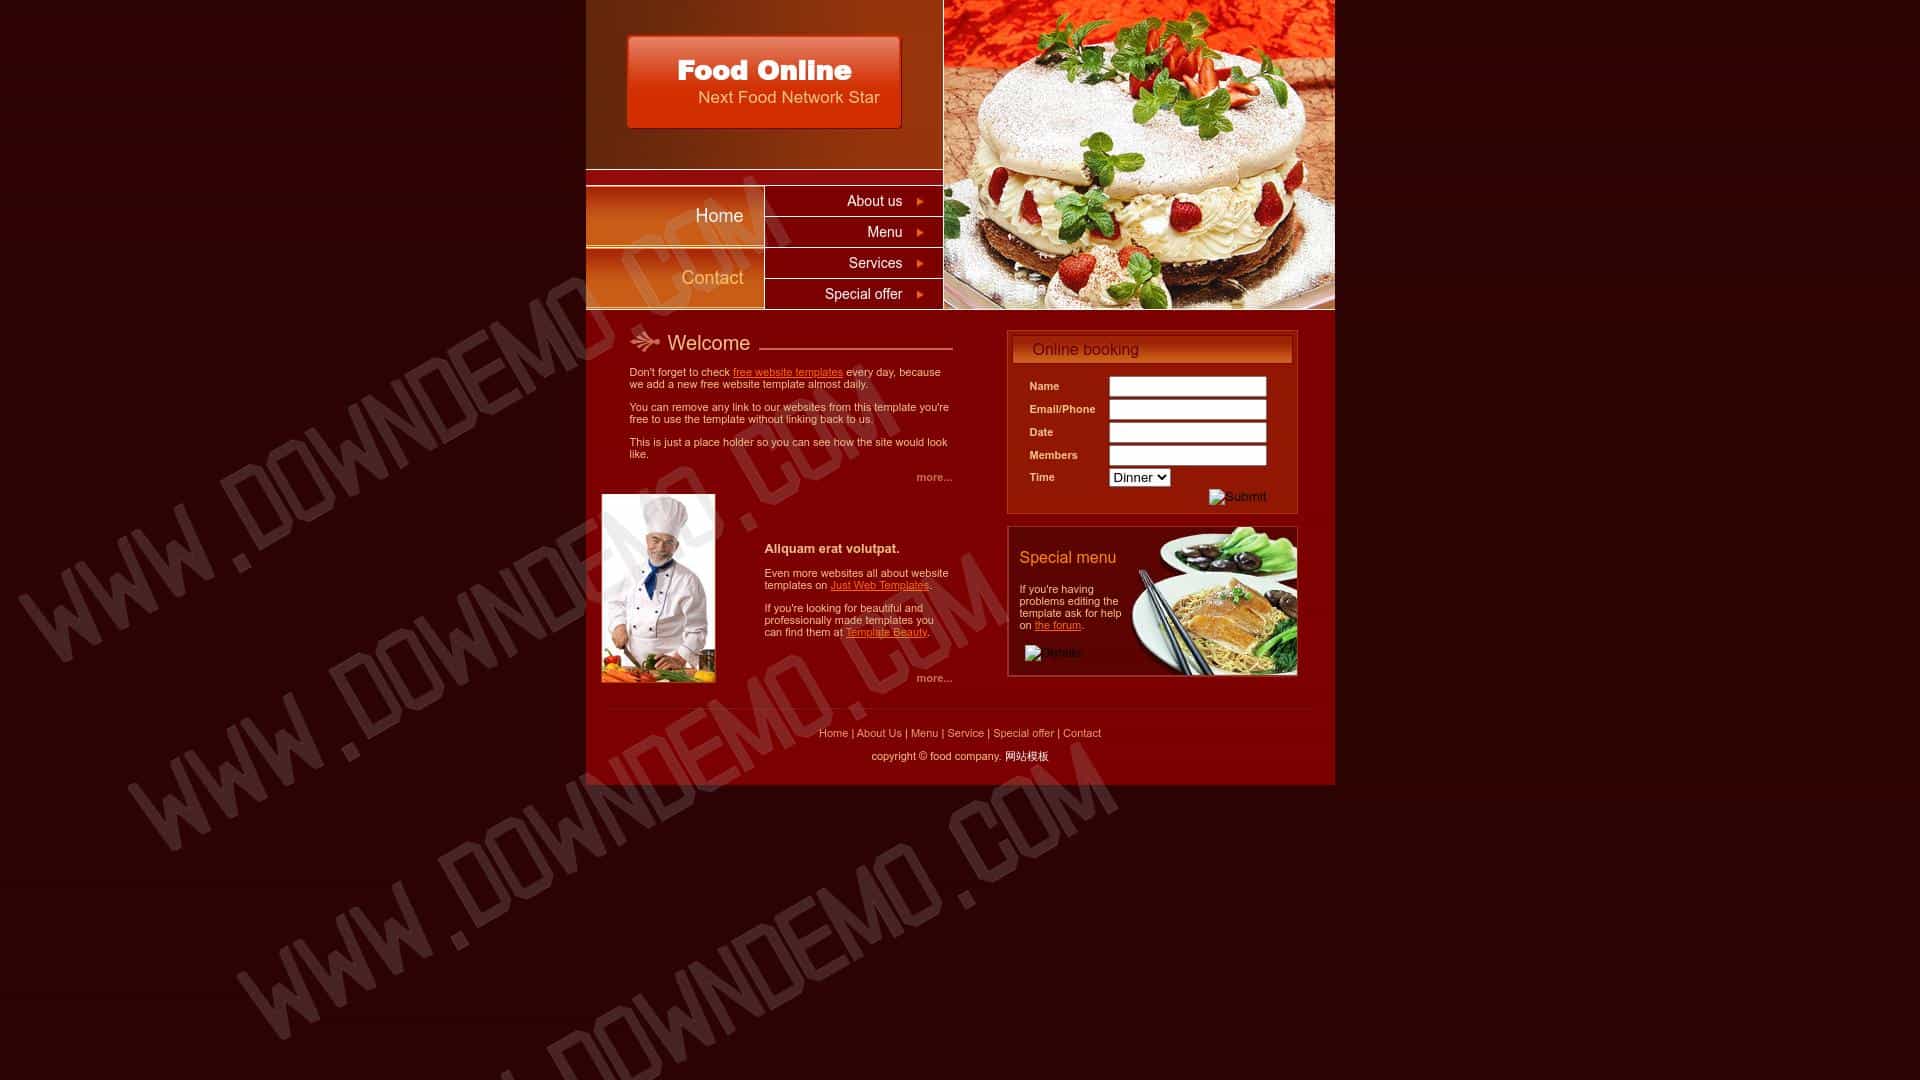 Food Online
Next Food Network Star
Home
Contact
About us
Menu
Services
Special offer
Welcome
Don't forget to check free website templates every day, because
we add a new free website template almost daily.
You can remove any link to our websites from this template you're
free to use the template without linking back to us.
This is just a place holder so you can see how the site would look
like.
more...
Aliquam erat volutpat.
Even more websites all about website
templates on Just Web Templates.
If you're looking for beautiful and
professionally made templates you
can find them at Template Beauty.
more...
Online booking
Name
Email/Phone
Date
Members
Time Dinner
Submit
Special menu
If you're having
problems editing the
template ask for help
on the forum.
Details
Home | About Us | Menu | Service | Special offer | Contact
copyright © food company. 网站模板
WWW.DOWNDEMO.COM
WWW.DOWNDEMO.COM
WWW.DOWNDEMO.COM
.DOWNDEMO.COM